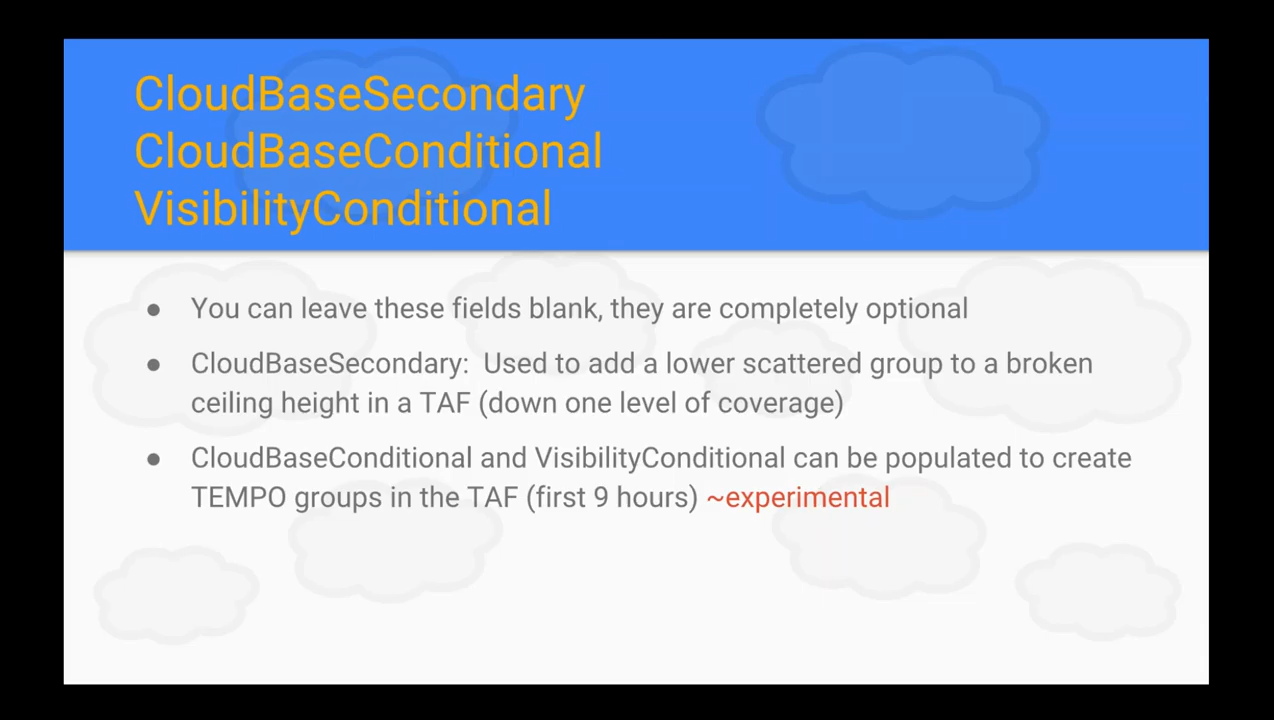 CloudBaseSecondary
CloudBaseConditional
VisibilityConditional
● You can leave these fields blank, they are completely optional
● CloudBaseSecondary:  Used to add a lower scattered group to a broken
ceiling height in a TAF (down one level of coverage)
● CloudBaseConditional and VisibilityConditional can be populated to create
TEMPO groups in the TAF (first 9 hours) ~experimental